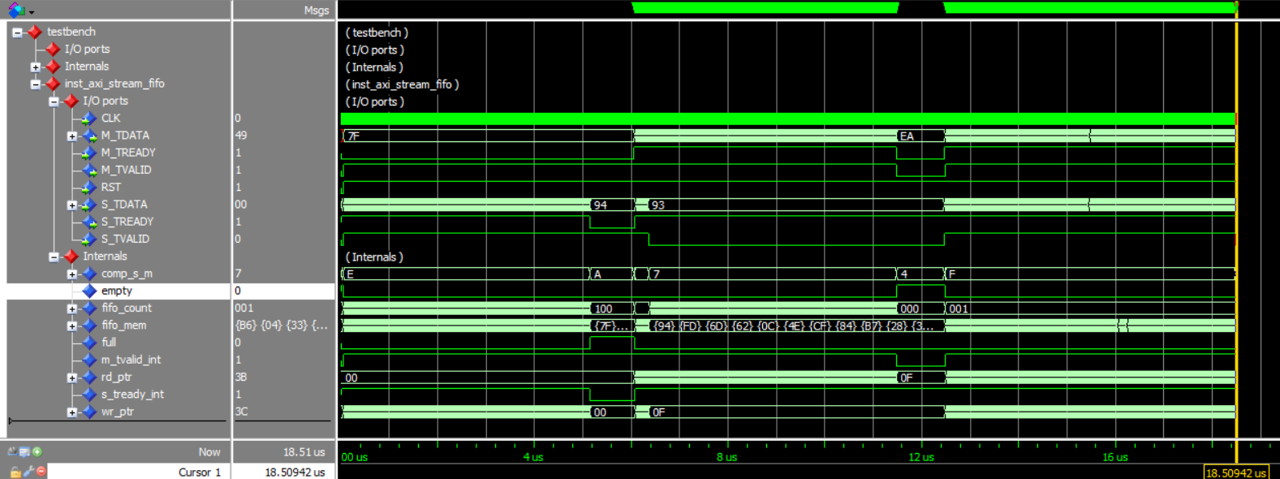 Msgs
testbench ( testbench )
I/O ports ( I/O ports )
Internals ( Internals )
inst_axi_stream_fifo ( inst_axi_stream_fifo )
I/O ports ( I/O ports )
CLK 0
M_TDATA 49 7F EA
M_TREADY 1
M_TVALID 1
RST 1
S_TDATA 00 94 93
S_TREADY 1
S_TVALID 0
Internals ( Internals )
comp_s_m 7 E A 7 4 F
empty 0
fifo_count 001 100 000 001
fifo_mem {B6} {04} {33} {... {7F}... {94} {FD} {6D} {62} {0C} {4E} {CF} {84} {B7} {28} {3...
full 0
m_tvalid_int 1
rd_ptr 3B 00 0F
s_tready_int 1
wr_ptr 3C 00 0F
Now 18.51 us 00 us 4 us 8 us 12 us 16 us
Cursor 1 18.50942 us 18.50942 us